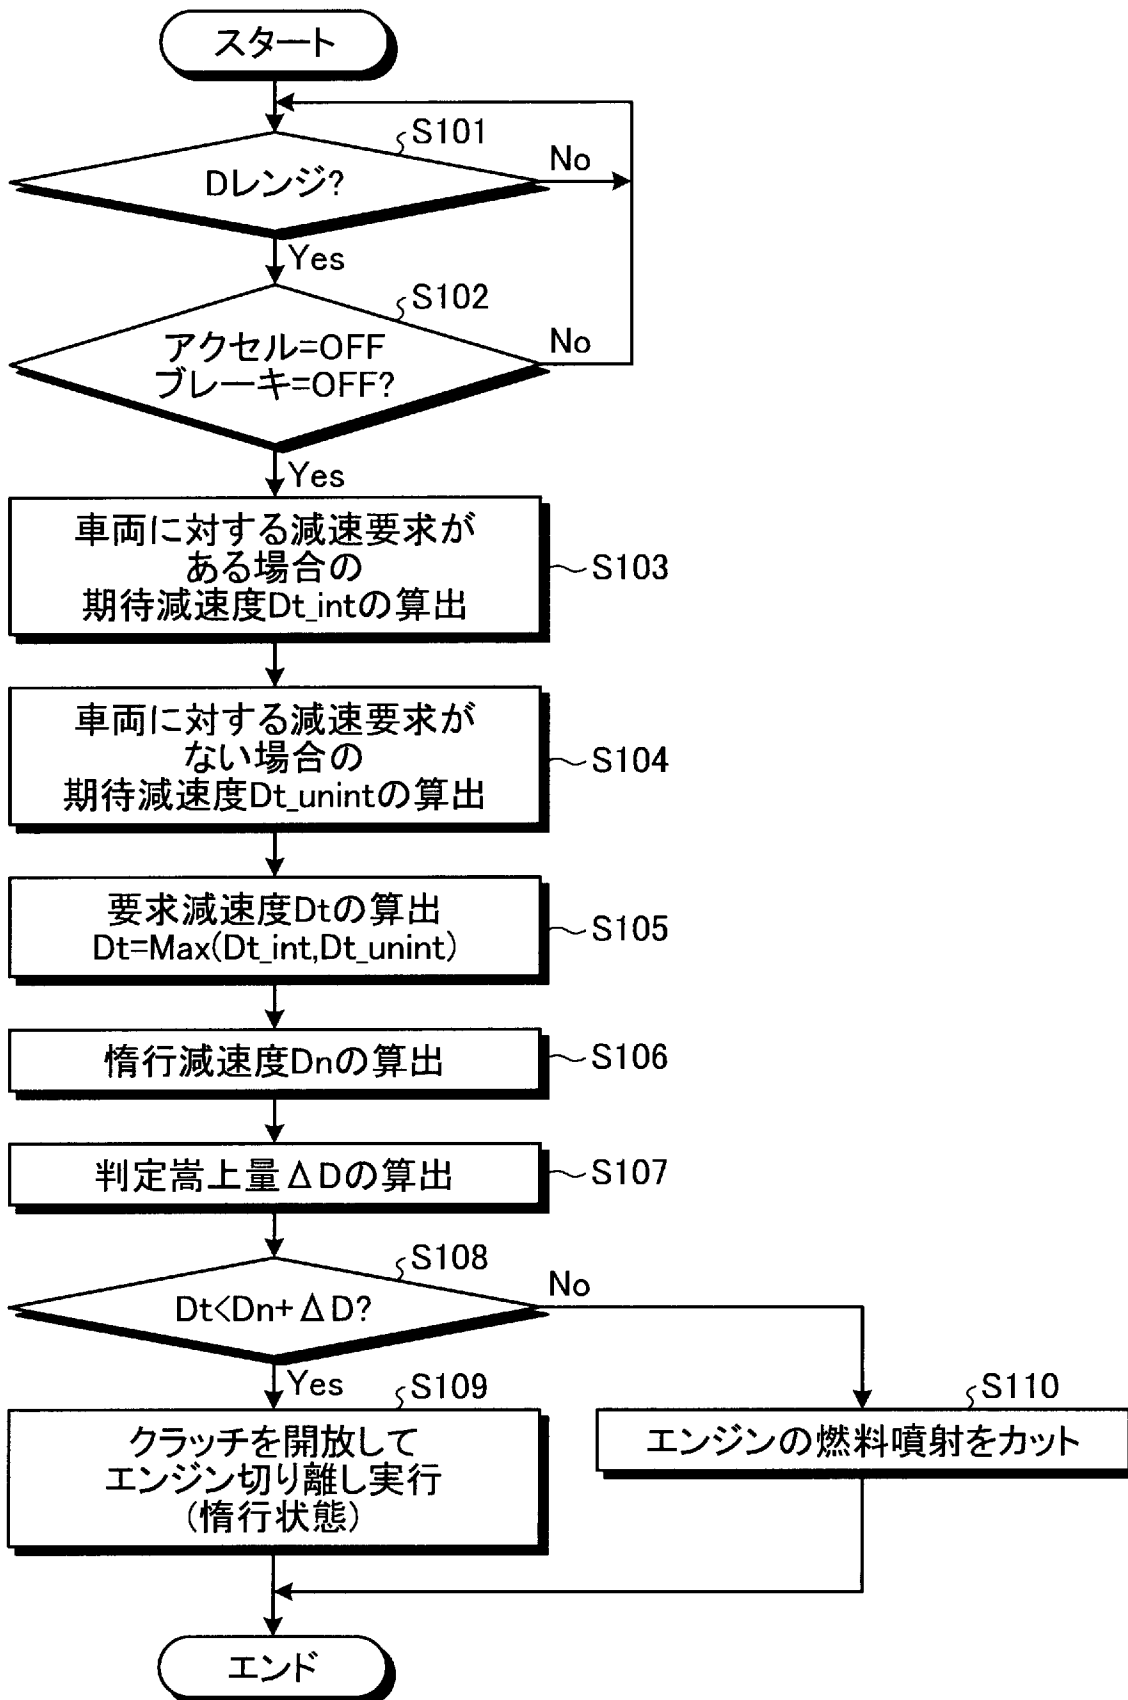 スタート
S101
Dレンジ?
No
Yes
S102
アクセル=OFF
ブレーキ=OFF?
No
Yes
車両に対する減速要求が
ある場合の
期待減速度Dt_intの算出
S103
車両に対する減速要求が
ない場合の
期待減速度Dt_unintの算出
S104
要求減速度Dtの算出
Dt=Max(Dt_int,Dt_unint)
S105
惰行減速度Dnの算出
S106
判定嵩上量ΔDの算出
S107
S108
Dt<Dn+ΔD?
No
Yes
S109
クラッチを開放して
エンジン切り離し実行
(惰行状態)
S110
エンジンの燃料噴射をカット
エンド